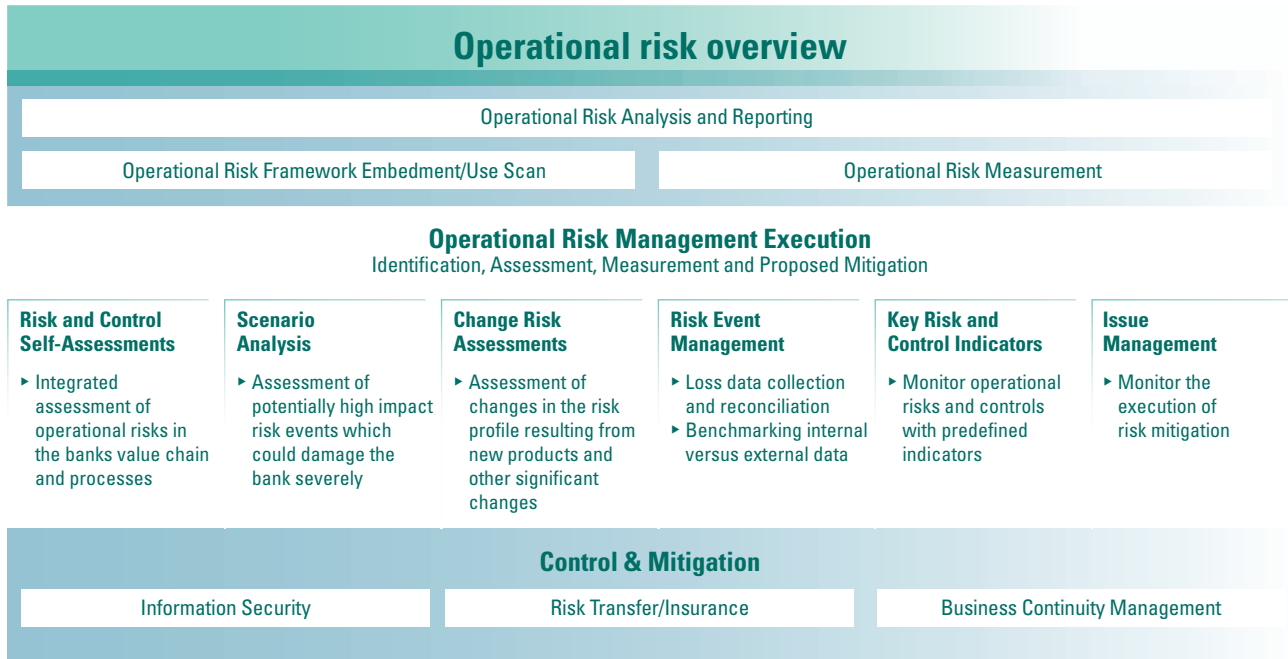 Operational risk overview
Operational Risk Analysis and Reporting
Operational Risk Framework Embedment/Use Scan
Operational Risk Measurement
Operational Risk Management Execution
Identification, Assessment, Measurement and Proposed Mitigation
Risk and Control
Self-Assessments
▸ Integrated
assessment of
operational risks in
the banks value chain
and processes
Scenario
Analysis
▸ Assessment of
potentially high impact
risk events which
could damage the
bank severely
Change Risk
Assessments
▸ Assessment of
changes in the risk
profile resulting from
new products and
other significant
changes
Risk Event
Management
▸ Loss data collection
and reconciliation
▸ Benchmarking internal
versus external data
Key Risk and
Control Indicators
▸ Monitor operational
risks and controls
with predefined
indicators
Issue
Management
▸ Monitor the
execution of
risk mitigation
Control & Mitigation
Information Security
Risk Transfer/Insurance
Business Continuity Management